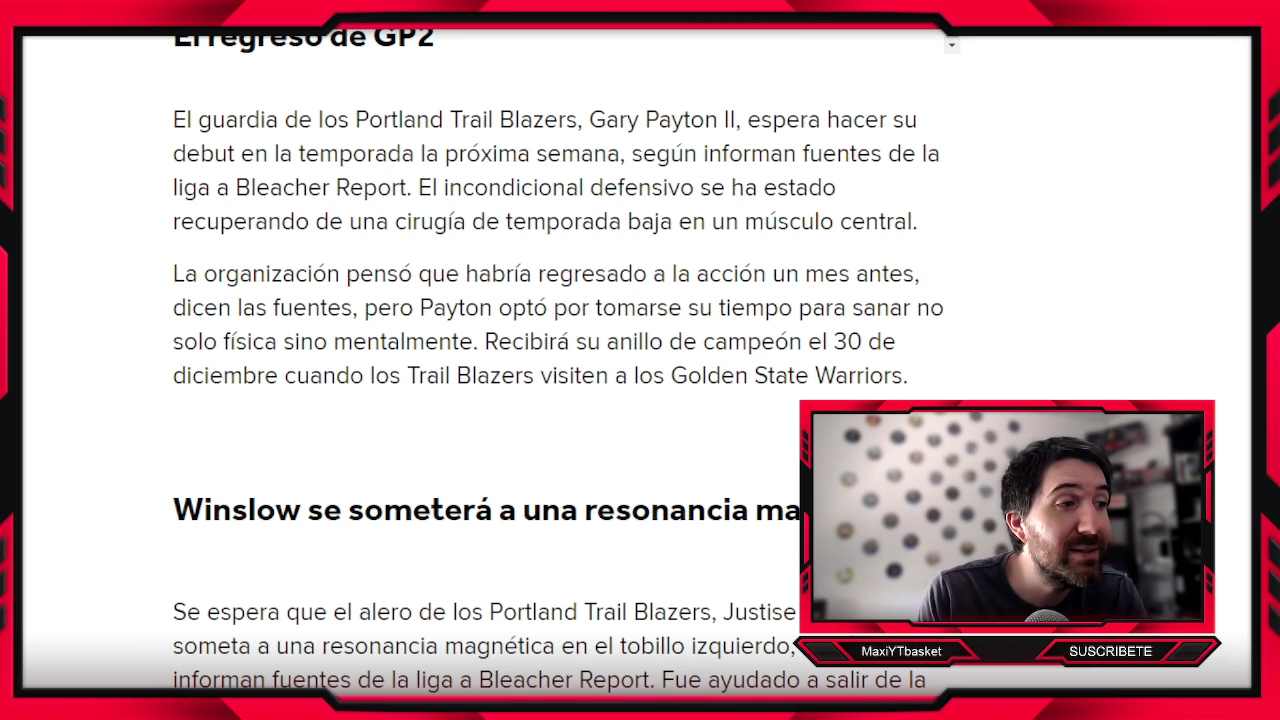 El regreso de GP2
El guardia de los Portland Trail Blazers, Gary Payton II, espera hacer su
debut en la temporada la próxima semana, según informan fuentes de la
liga a Bleacher Report. El incondicional defensivo se ha estado
recuperando de una cirugía de temporada baja en un músculo central.
La organización pensó que habría regresado a la acción un mes antes,
dicen las fuentes, pero Payton optó por tomarse su tiempo para sanar no
solo física sino mentalmente. Recibirá su anillo de campeón el 30 de
diciembre cuando los Trail Blazers visiten a los Golden State Warriors.
Winslow se someterá a una resonancia ma
Se espera que el alero de los Portland Trail Blazers, Justise
someta a una resonancia magnética en el tobillo izquierdo,
informan fuentes de la liga a Bleacher Report. Fue ayudado a salir de la
MaxiYTbasket
SUSCRIBETE